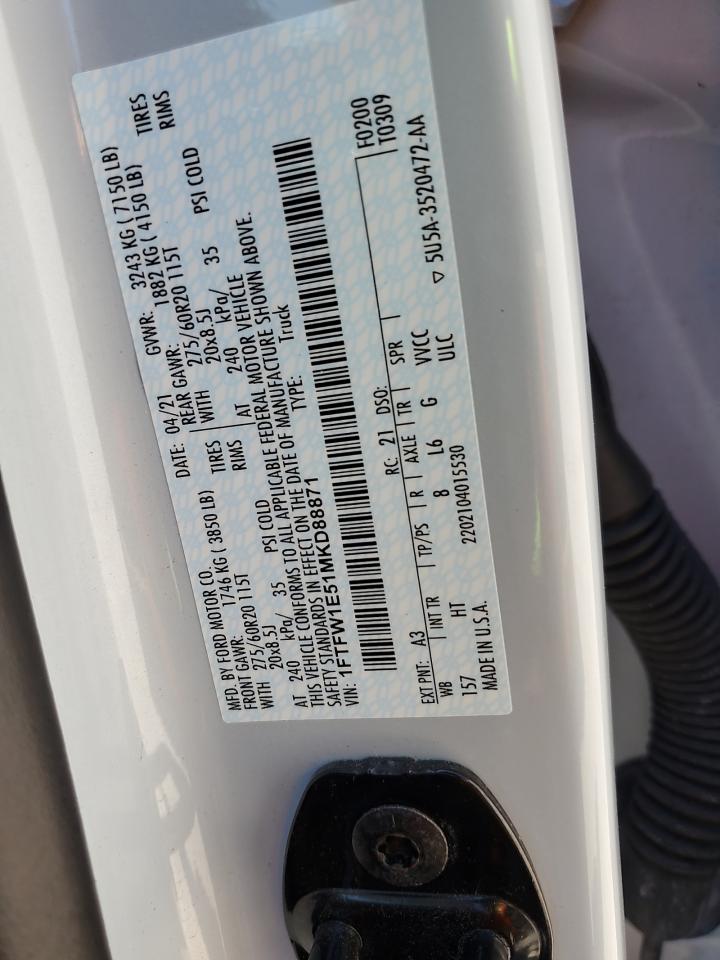 MFD. BY FORD MOTOR CO. DATE: 04/21 GVWR: 3243 KG ( 7150 LB)
FRONT GAWR: 1746 KG ( 3850 LB) REAR GAWR: 1882 KG ( 4150 LB)
275/60R20 115T TIRES 275/60R20 115T TIRES
WITH 20x8.5J RIMS WITH 20x8.5J RIMS
AT 240 kPa/ 35 PSI COLD AT 240 kPa/ 35 PSI COLD
THIS VEHICLE CONFORMS TO ALL APPLICABLE FEDERAL MOTOR VEHICLE
SAFETY STANDARDS IN EFFECT ON THE DATE OF MANUFACTURE SHOWN ABOVE.
VIN: 1FTFW1E51MKD88871 TYPE: Truck
F0200
T0309
EXT PNT: A3 RC: 21 DSO:
WB INT TR TP/PS R AXLE TR SPR
157 HT 8 L6 G VVCC
ULC
MADE IN U.S.A. 2202104015530
▽ 5U5A-3520472-AA